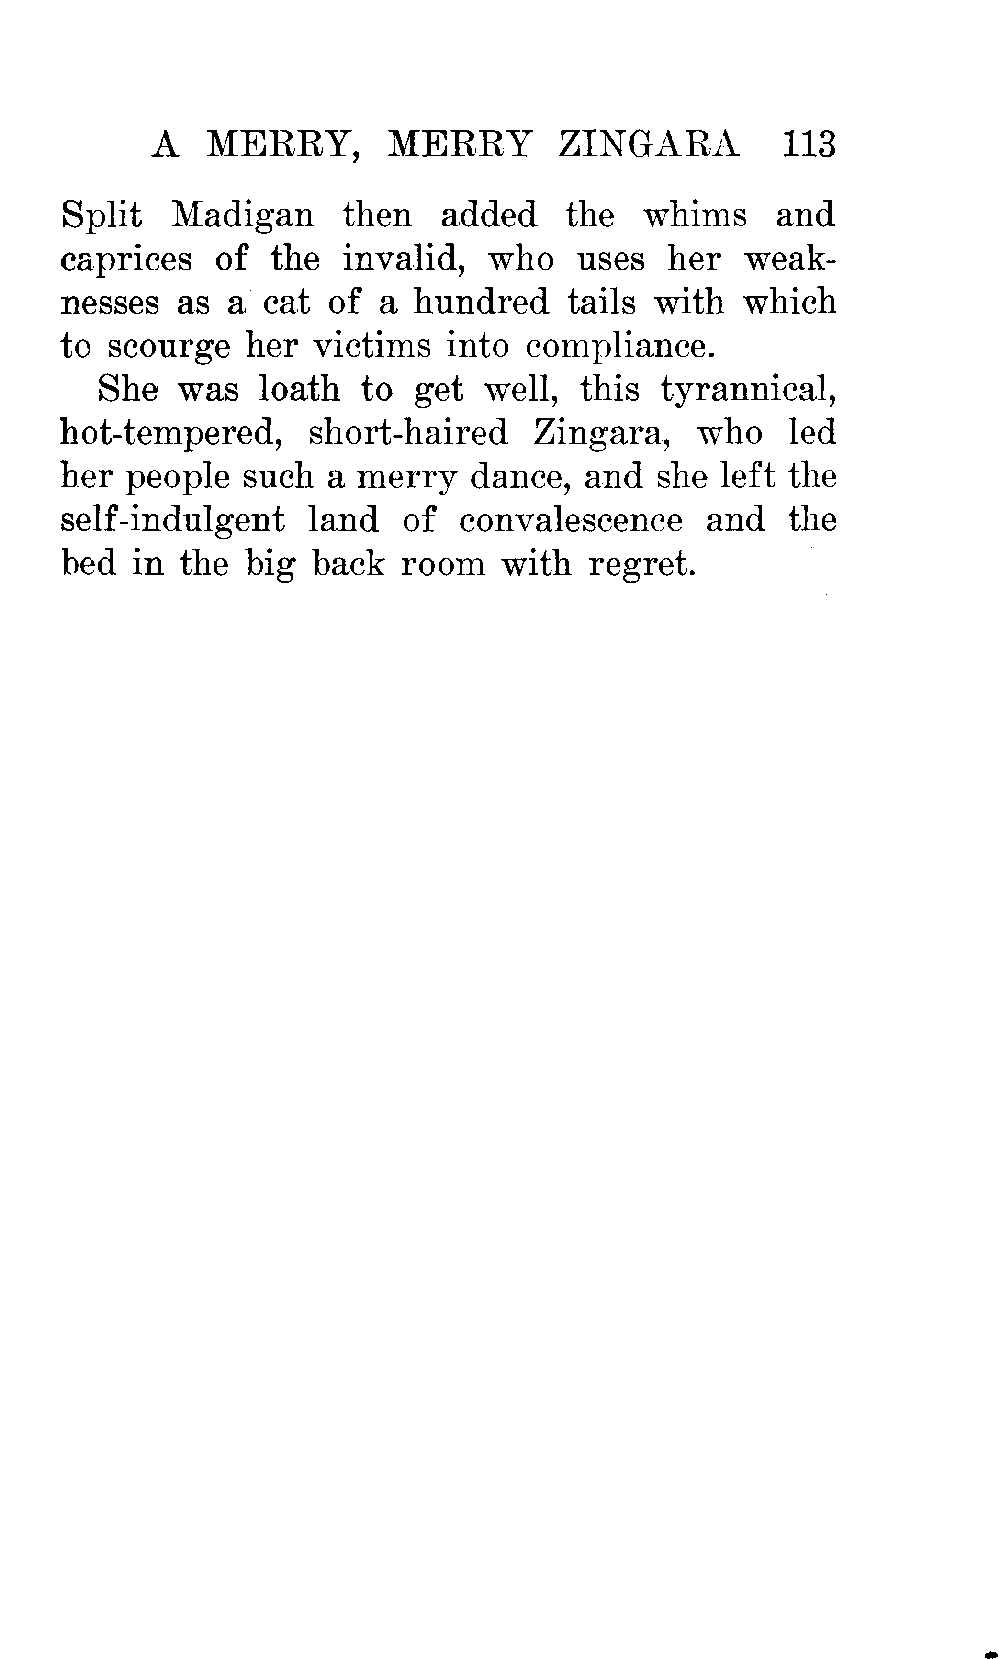 A MERRY, MERRY ZINGARA 113
Split Madigan then added the whims and
caprices of the invalid, who uses her weak-
nesses as a cat of a hundred tails with which
to scourge her victims into compliance.
She was loath to get well, this tyrannical,
hot-tempered, short-haired Zingara, who led
her people such a merry dance, and she left the
self-indulgent land of convalescence and the
bed in the big back room with regret.